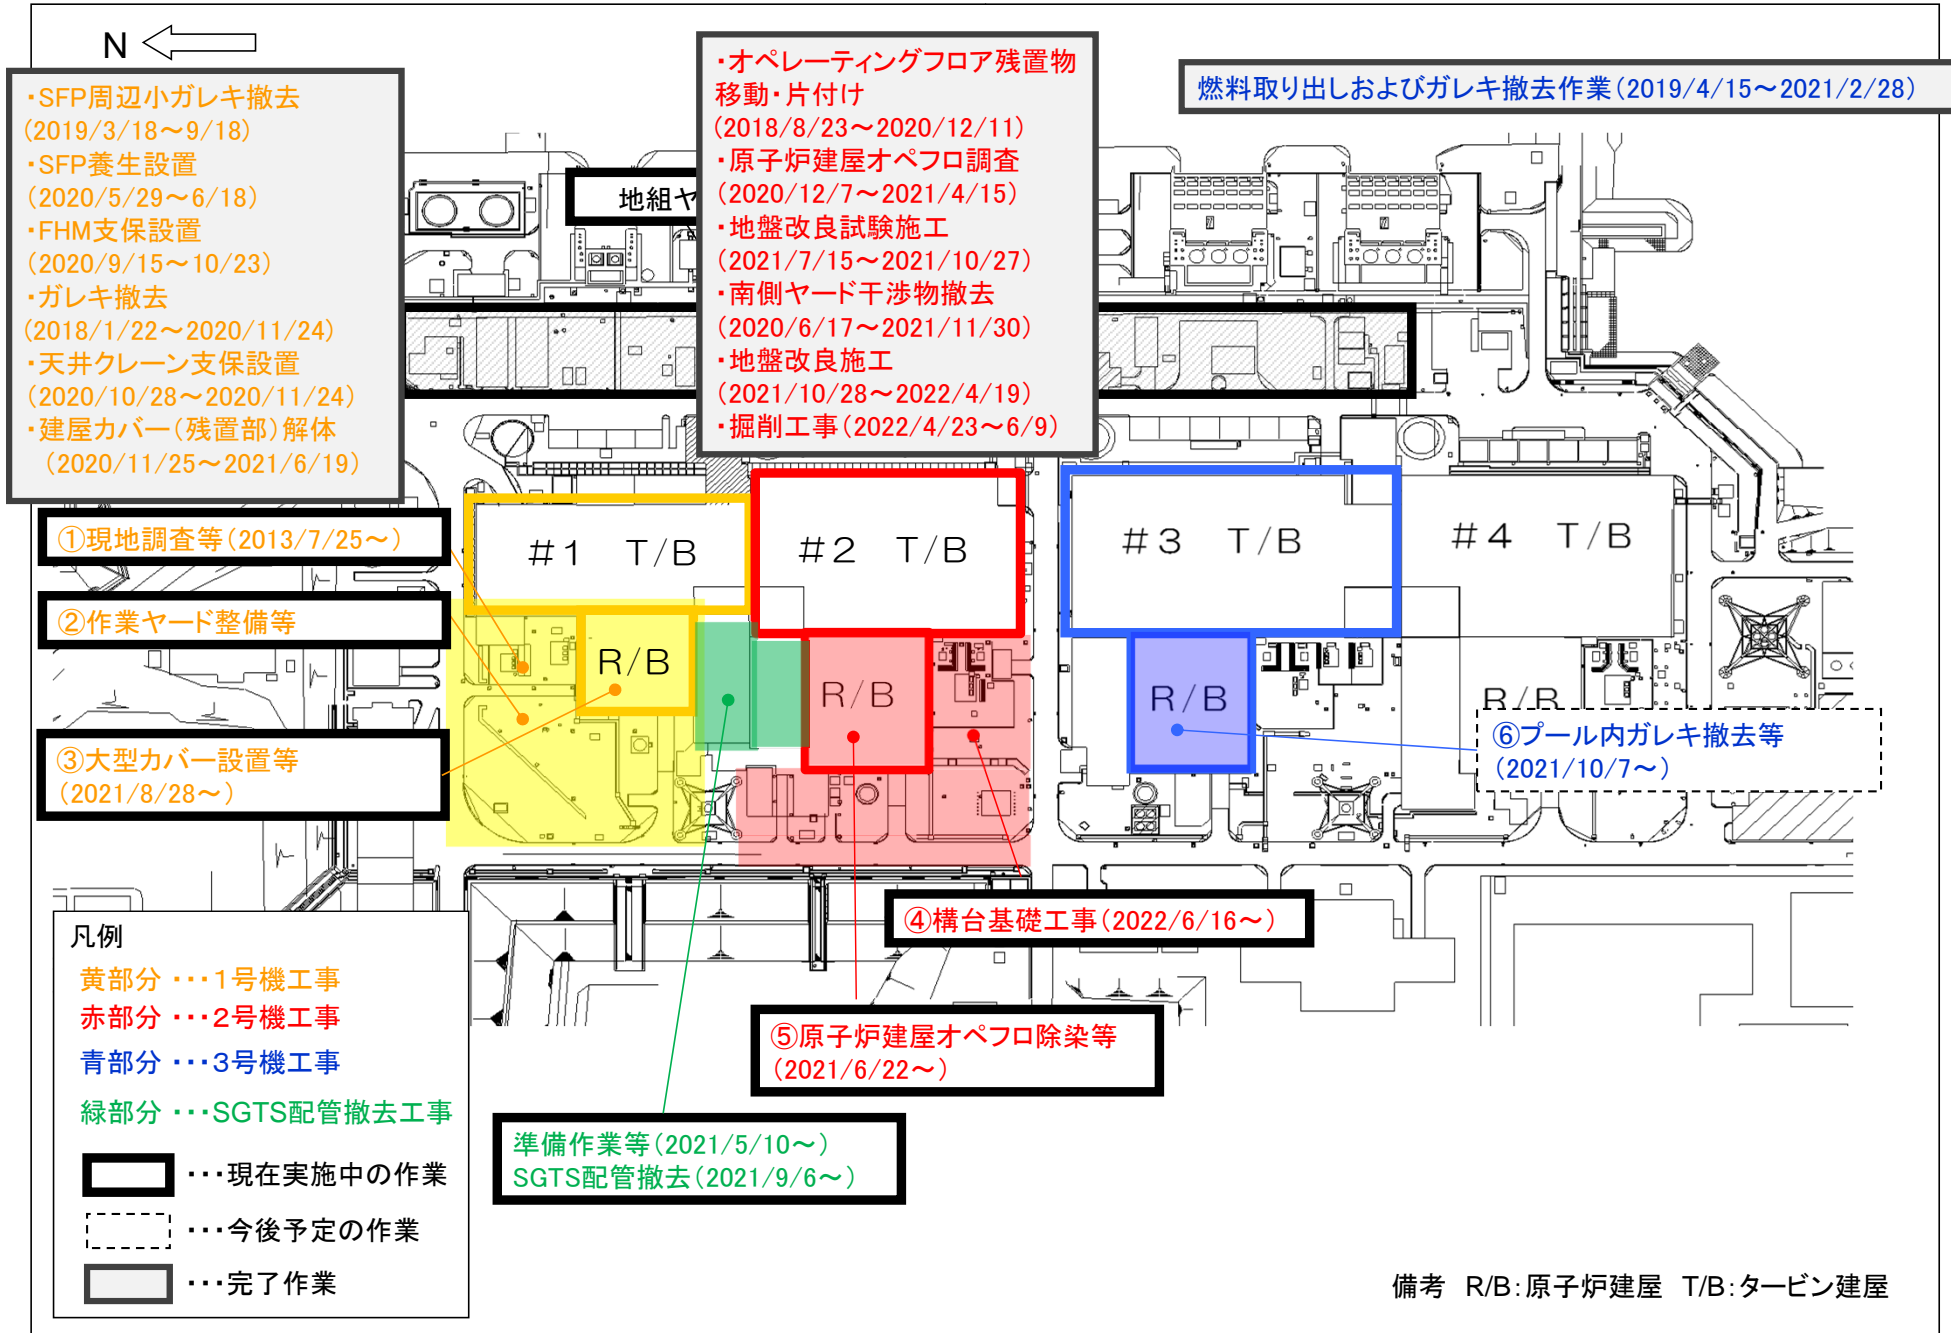 N
・SFP周辺小ガレキ撤去
(2019/3/18～9/18)
・SFP養生設置
(2020/5/29～6/18)
・FHM支保設置
(2020/9/15～10/23)
・ガレキ撤去
(2018/1/22～2020/11/24)
・天井クレーン支保設置
(2020/10/28～2020/11/24)
・建屋カバー(残置部)解体
(2020/11/25～2021/6/19)
・オペレーティングフロア残置物
移動・片付け
(2018/8/23～2020/12/11)
・原子炉建屋オペフロ調査
(2020/12/7～2021/4/15)
・地盤改良試験施工
(2021/7/15～2021/10/27)
・南側ヤード干渉物撤去
(2020/6/17～2021/11/30)
・地盤改良施工
(2021/10/28～2022/4/19)
・掘削工事(2022/4/23～6/9)
燃料取り出しおよびガレキ撤去作業(2019/4/15～2021/2/28)
地組ヤ
①現地調査等(2013/7/25～)
②作業ヤード整備等
③大型カバー設置等
(2021/8/28～)
#1 T/B
#2 T/B
#3 T/B
#4 T/B
R/B
R/B
R/B
R/B
⑥プール内ガレキ撤去等
(2021/10/7～)
④構台基礎工事(2022/6/16～)
⑤原子炉建屋オペフロ除染等
(2021/6/22～)
準備作業等(2021/5/10～)
SGTS配管撤去(2021/9/6～)
凡例
黄部分 ・・・1号機工事
赤部分 ・・・2号機工事
青部分 ・・・3号機工事
緑部分 ・・・SGTS配管撤去工事
・・・現在実施中の作業
・・・今後予定の作業
・・・完了作業
備考 R/B:原子炉建屋 T/B:タービン建屋